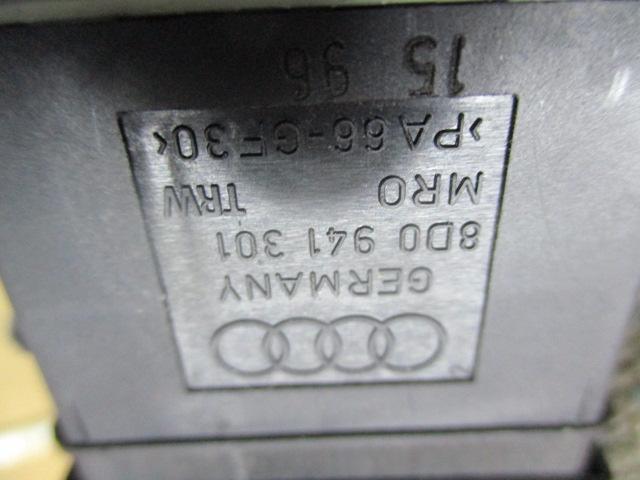 GERMANY
8D0 941 301
MRO TRW
>PA66-GF30<
15 96